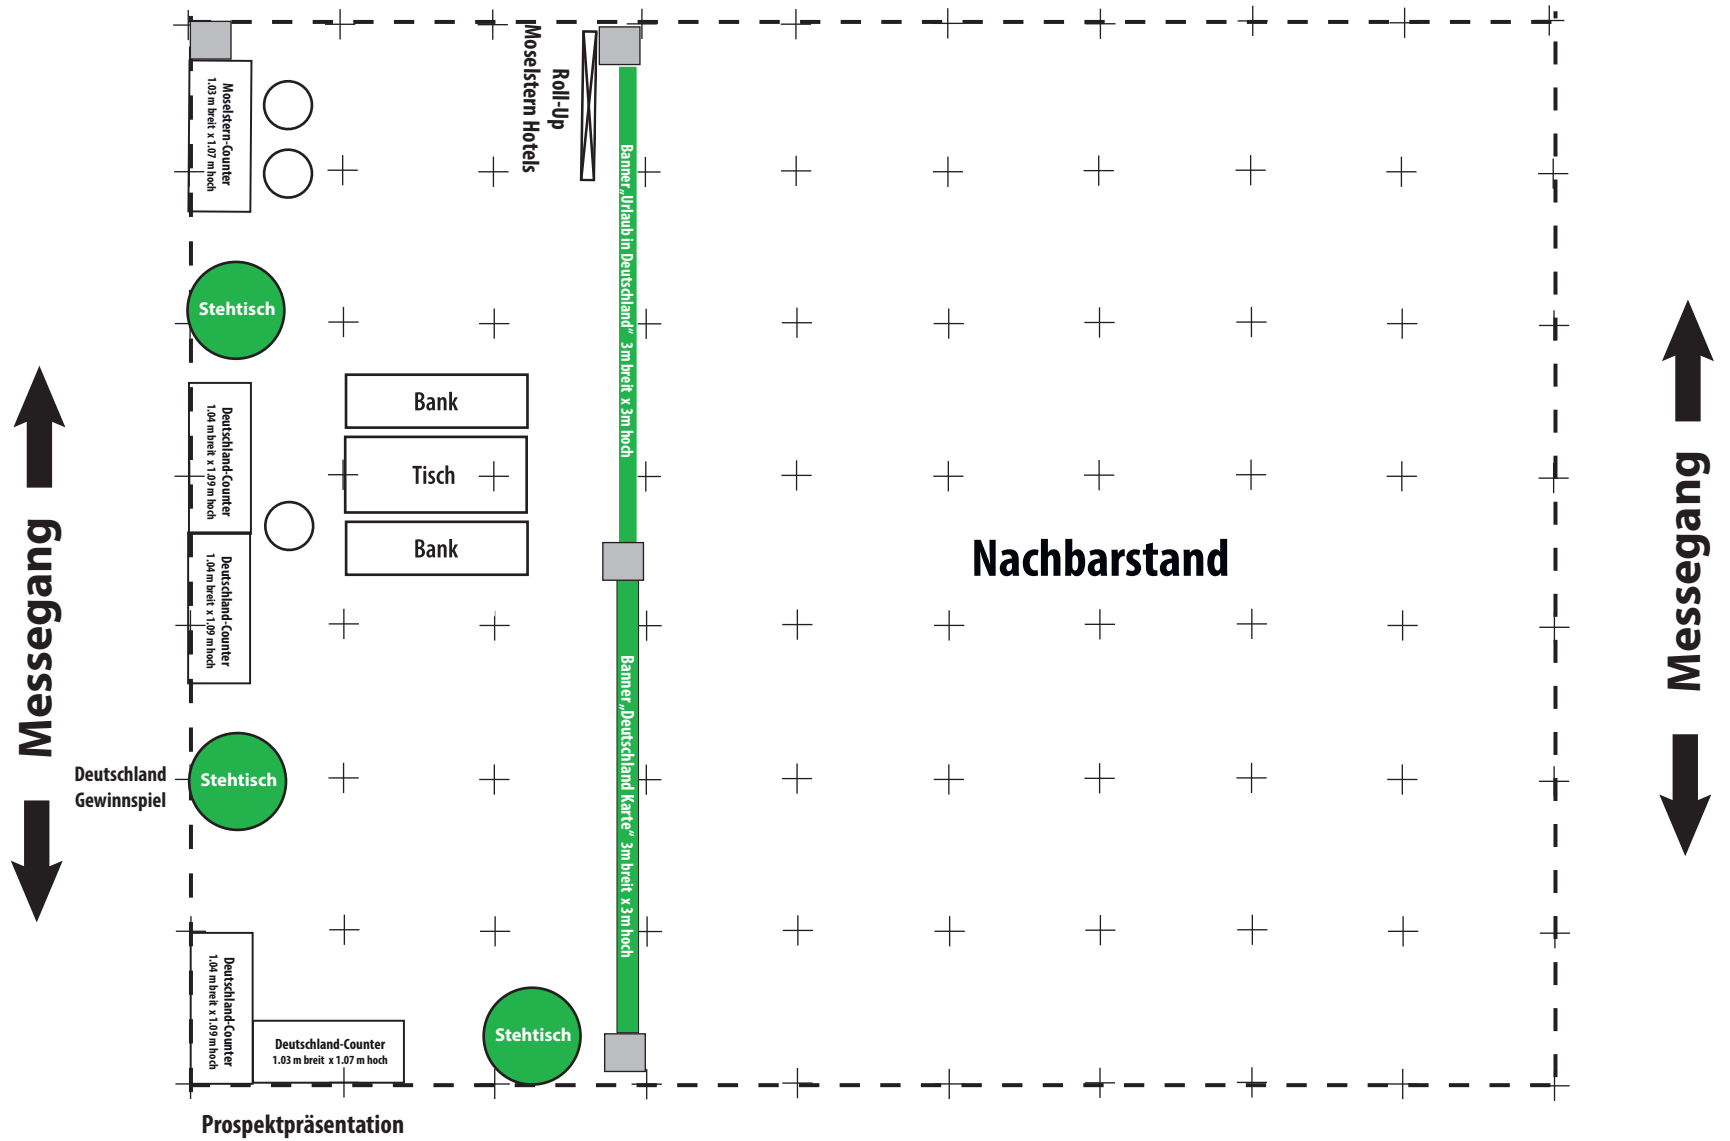 Moselstern-Counter
1.03 m breit x 1.07 m hoch
Roll-Up
Moselstern Hotels
Banner „Urlaub in Deutschland“ 3m breit x 3m hoch
Stehtisch
Deutschland-Counter
1.04 m breit x 1.09 m hoch
Bank
Tisch
Bank
Deutschland-Counter
1.04 m breit x 1.09 m hoch
Messegang
Nachbarstand
Messegang
Deutschland
Gewinnspiel
Stehtisch
Banner „Deutschland Karte“ 3m breit x 3m hoch
Deutschland-Counter
1.04 m breit x 1.09 m hoch
Deutschland-Counter
1.03 m breit x 1.07 m hoch
Stehtisch
Prospektpräsentation